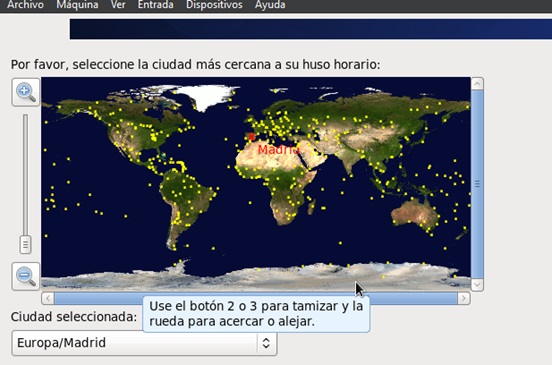 Archivo Máquina Ver Entrada Dispositivos Ayuda
Por favor, seleccione la ciudad más cercana a su huso horario:
Madrid
Ciudad seleccionada:
Use el botón 2 o 3 para tamizar y la
rueda para acercar o alejar.
Europa/Madrid